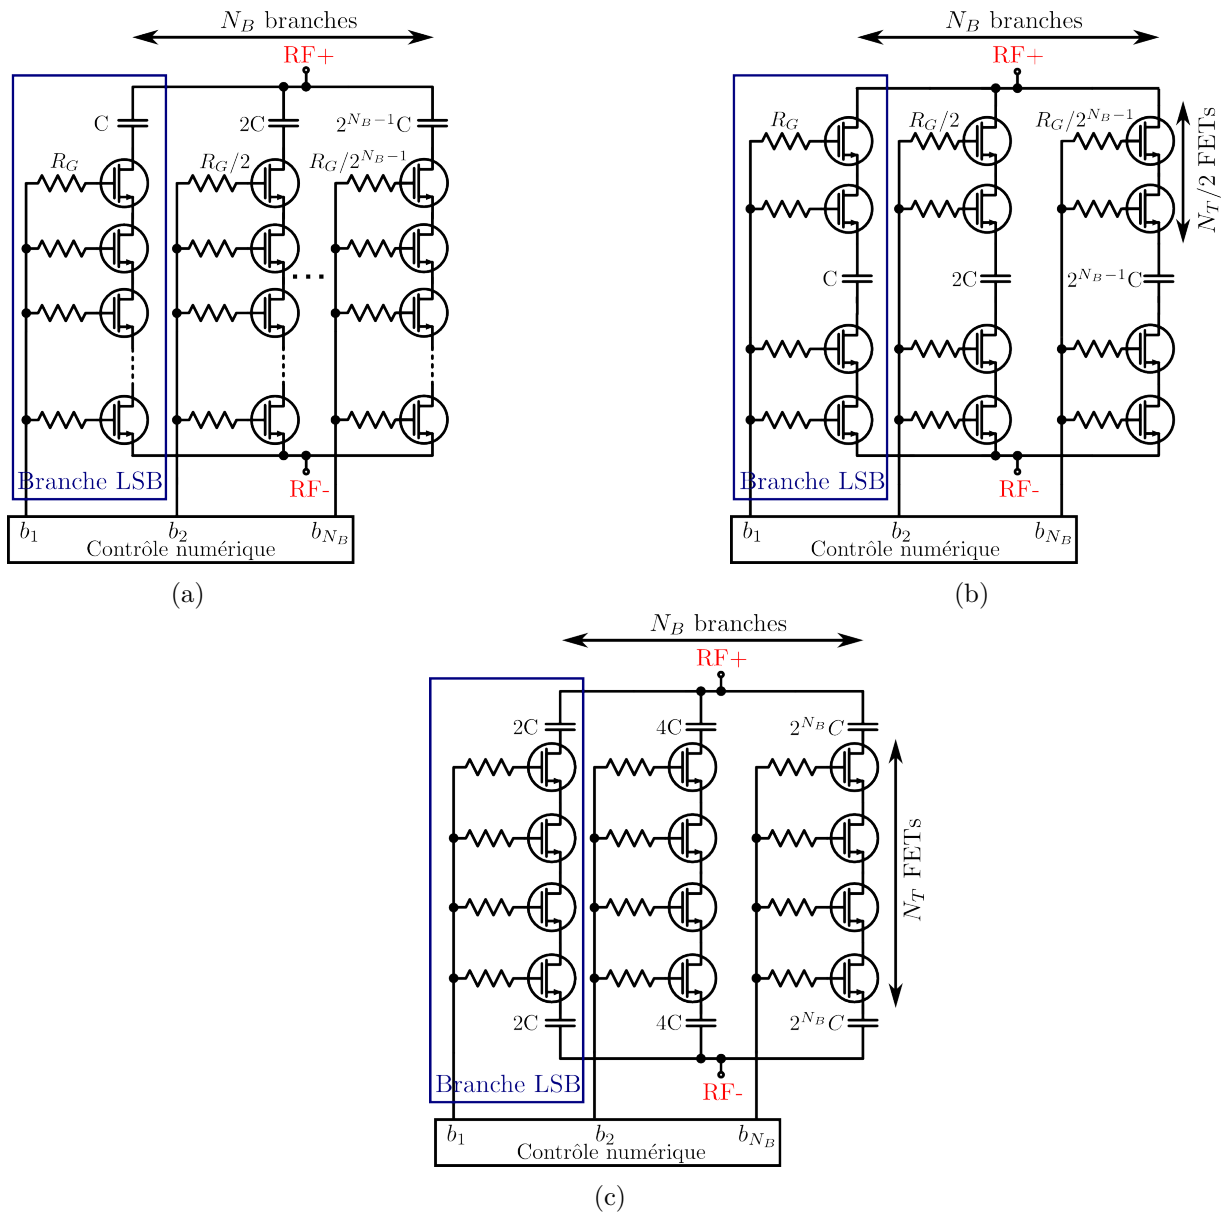 $N_B$ branches
RF+
C
2C
$2^{N_B-1}$C
$R_G$
$R_G/2$
$R_G/2^{N_B-1}$
Branche LSB
RF-
$b_1$
$b_2$
$b_{N_B}$
Contrôle numérique
(a)
$N_B$ branches
RF+
$R_G$
$R_G/2$
$R_G/2^{N_B-1}$
$N_T/2$ FETs
C
2C
$2^{N_B-1}$C
Branche LSB
RF-
$b_1$
$b_2$
$b_{N_B}$
Contrôle numérique
(b)
$N_B$ branches
RF+
2C
4C
$2^{N_B}C$
$N_T$ FETs
2C
4C
$2^{N_B}C$
Branche LSB
RF-
$b_1$
$b_2$
$b_{N_B}$
Contrôle numérique
(c)